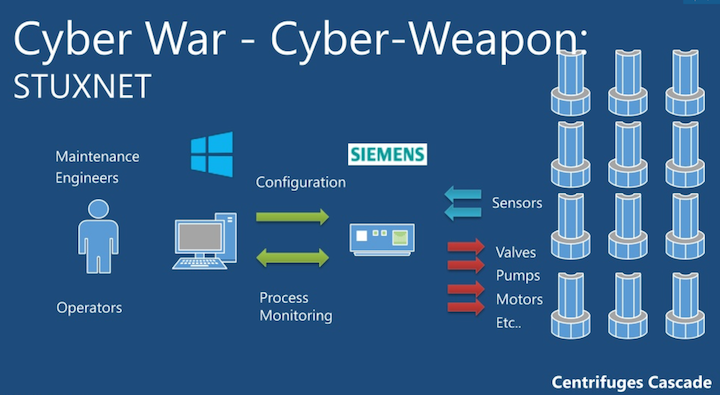 Cyber War - Cyber-Weapon:
STUXNET
Maintenance
Engineers
SIEMENS
Configuration
Sensors
Valves
Pumps
Motors
Etc..
Process
Monitoring
Operators
Centrifuges Cascade